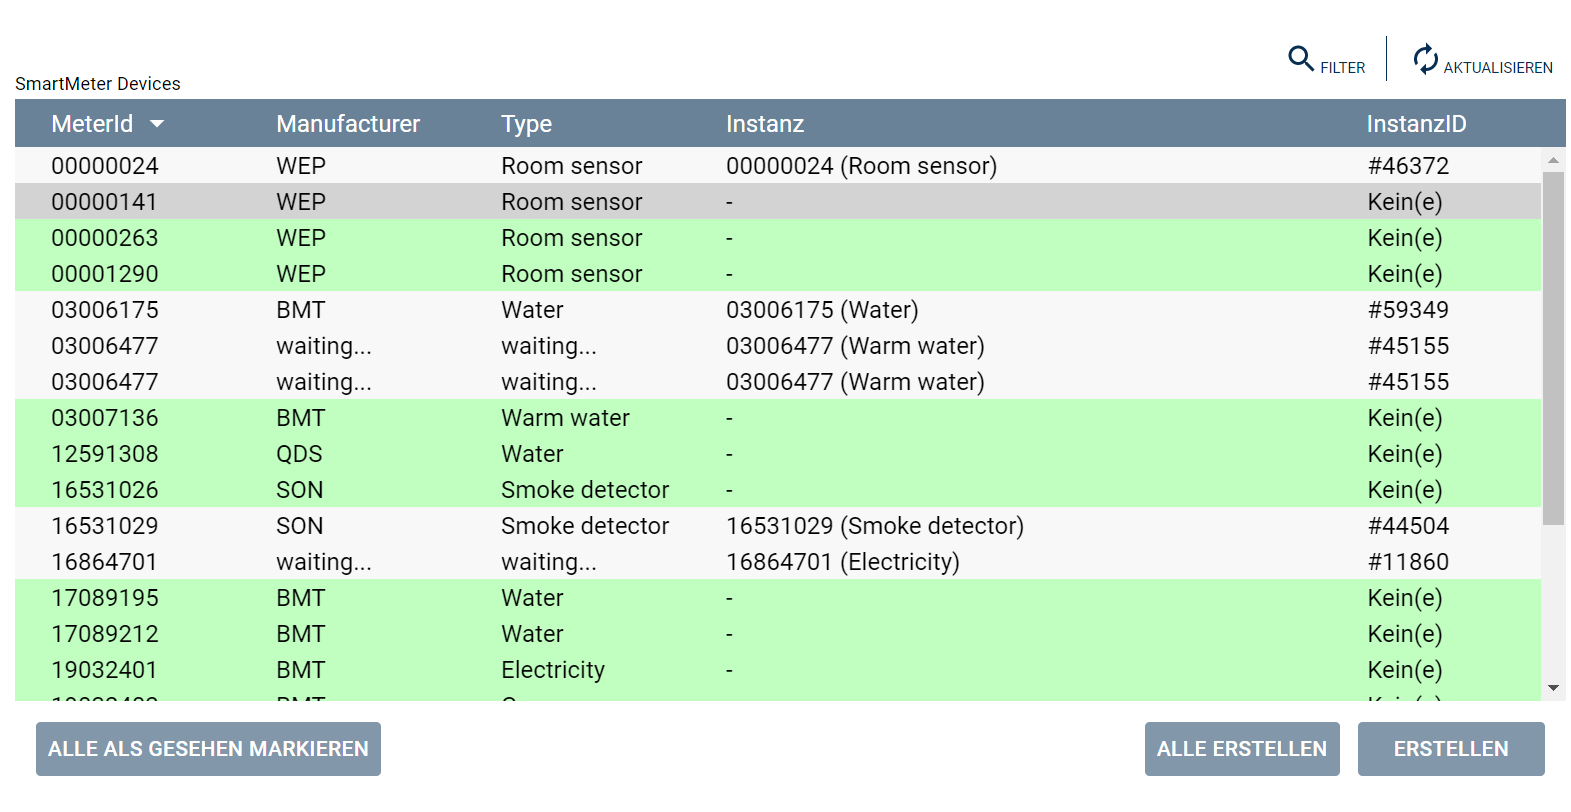 FILTER AKTUALISIEREN
SmartMeter Devices
MeterId Manufacturer Type Instanz InstanzID
00000024 WEP Room sensor 00000024 (Room sensor) #46372
00000141 WEP Room sensor - Kein(e)
00000263 WEP Room sensor - Kein(e)
00001290 WEP Room sensor - Kein(e)
03006175 BMT Water 03006175 (Water) #59349
03006477 waiting... waiting... 03006477 (Warm water) #45155
03006477 waiting... waiting... 03006477 (Warm water) #45155
03007136 BMT Warm water - Kein(e)
12591308 QDS Water - Kein(e)
16531026 SON Smoke detector - Kein(e)
16531029 SON Smoke detector 16531029 (Smoke detector) #44504
16864701 waiting... waiting... 16864701 (Electricity) #11860
17089195 BMT Water - Kein(e)
17089212 BMT Water - Kein(e)
19032401 BMT Electricity - Kein(e)
ALLE ALS GESEHEN MARKIEREN ALLE ERSTELLEN ERSTELLEN